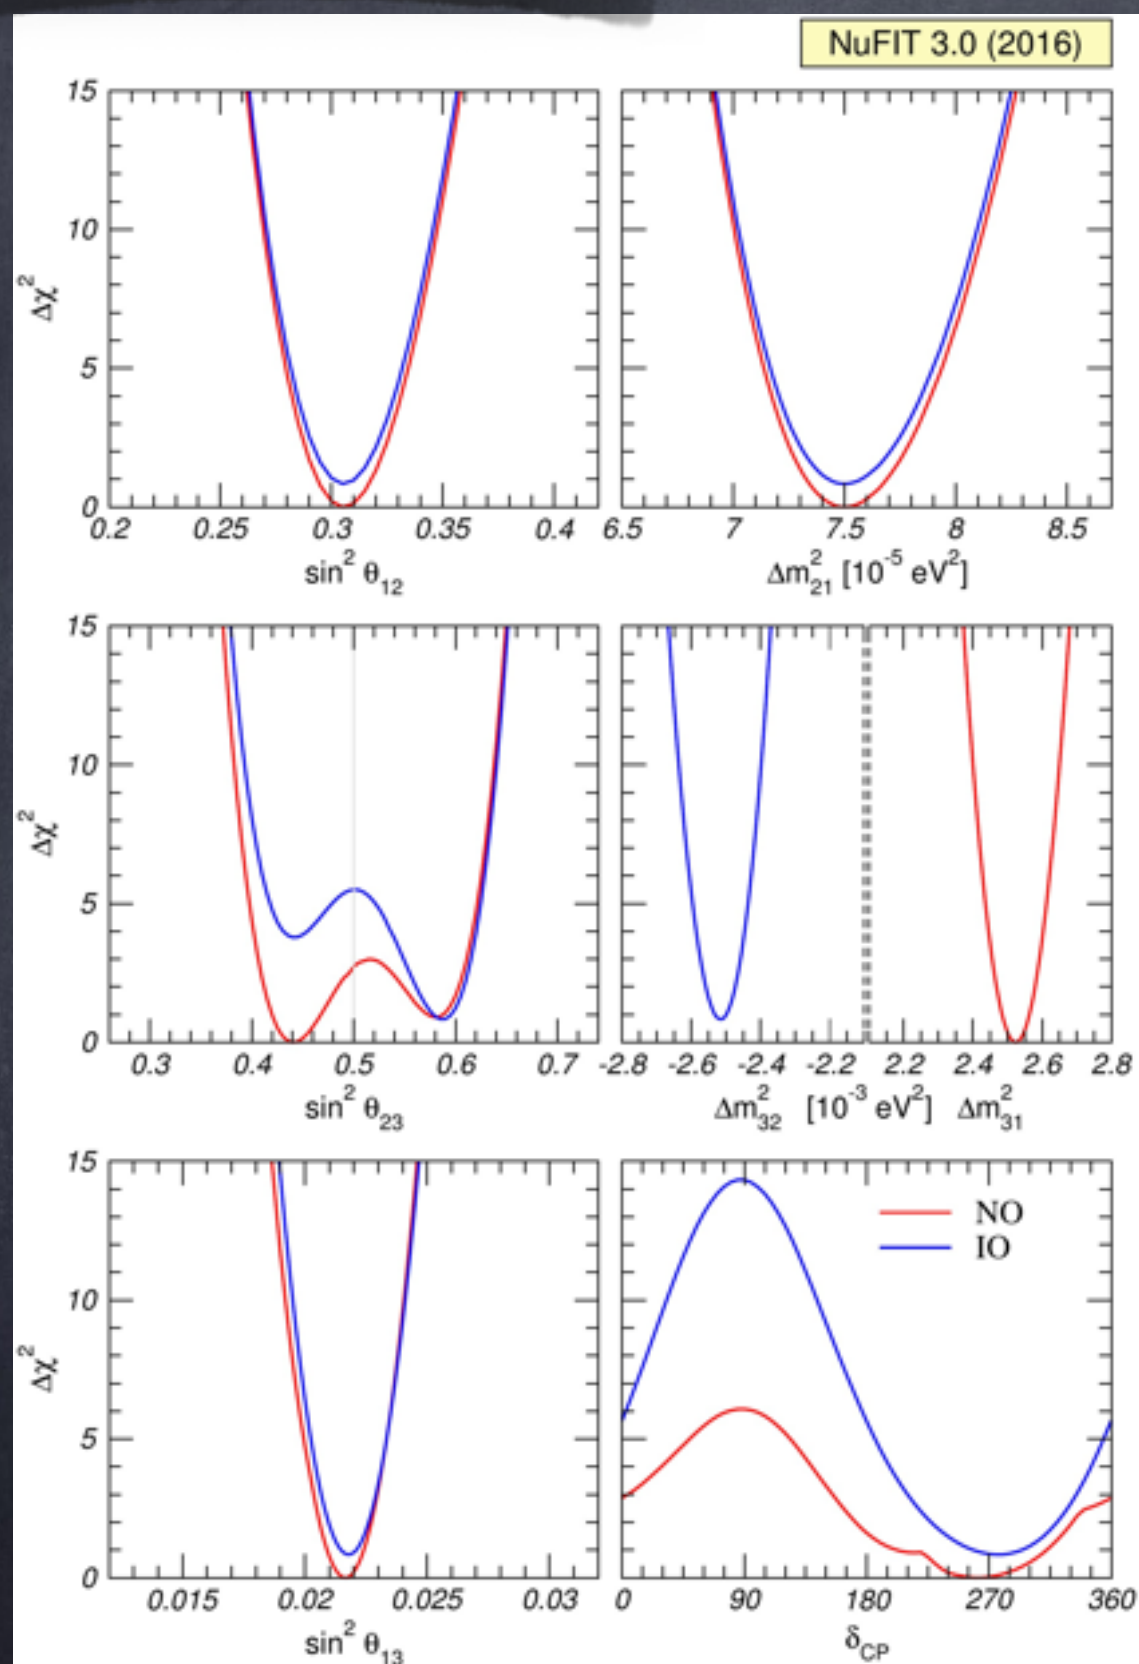 NuFIT 3.0 (2016)
15
10
5
0
Δχ²
0.2 0.25 0.3 0.35 0.4
sin² θ₁₂
6.5 7 7.5 8 8.5
Δm²₂₁ [10⁻⁵ eV²]
15
10
5
0
Δχ²
0.3 0.4 0.5 0.6 0.7
sin² θ₂₃
-2.8 -2.6 -2.4 -2.2 2.2 2.4 2.6 2.8
Δm²₃₂ [10⁻³ eV²] Δm²₃₁
15
10
5
0
Δχ²
0.015 0.02 0.025 0.03
sin² θ₁₃
NO
IO
0 90 180 270 360
δ_CP